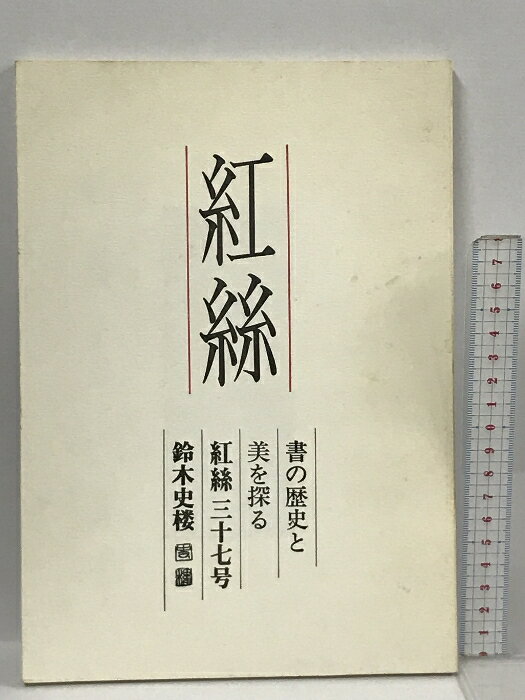 紅絲
書の歴史と
美を探る
紅絲 三十七号
鈴木史楼